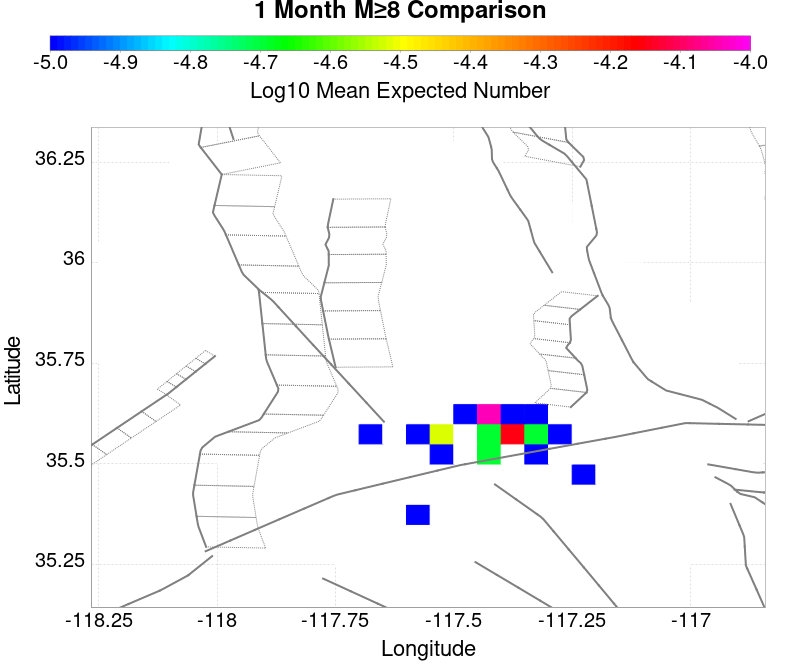 1 Month M≥8 Comparison
-5.0 -4.9 -4.8 -4.7 -4.6 -4.5 -4.4 -4.3 -4.2 -4.1 -4.0
Log10 Mean Expected Number
36.25
36
35.75
35.5
35.25
Latitude
-118.25 -118 -117.75 -117.5 -117.25 -117
Longitude